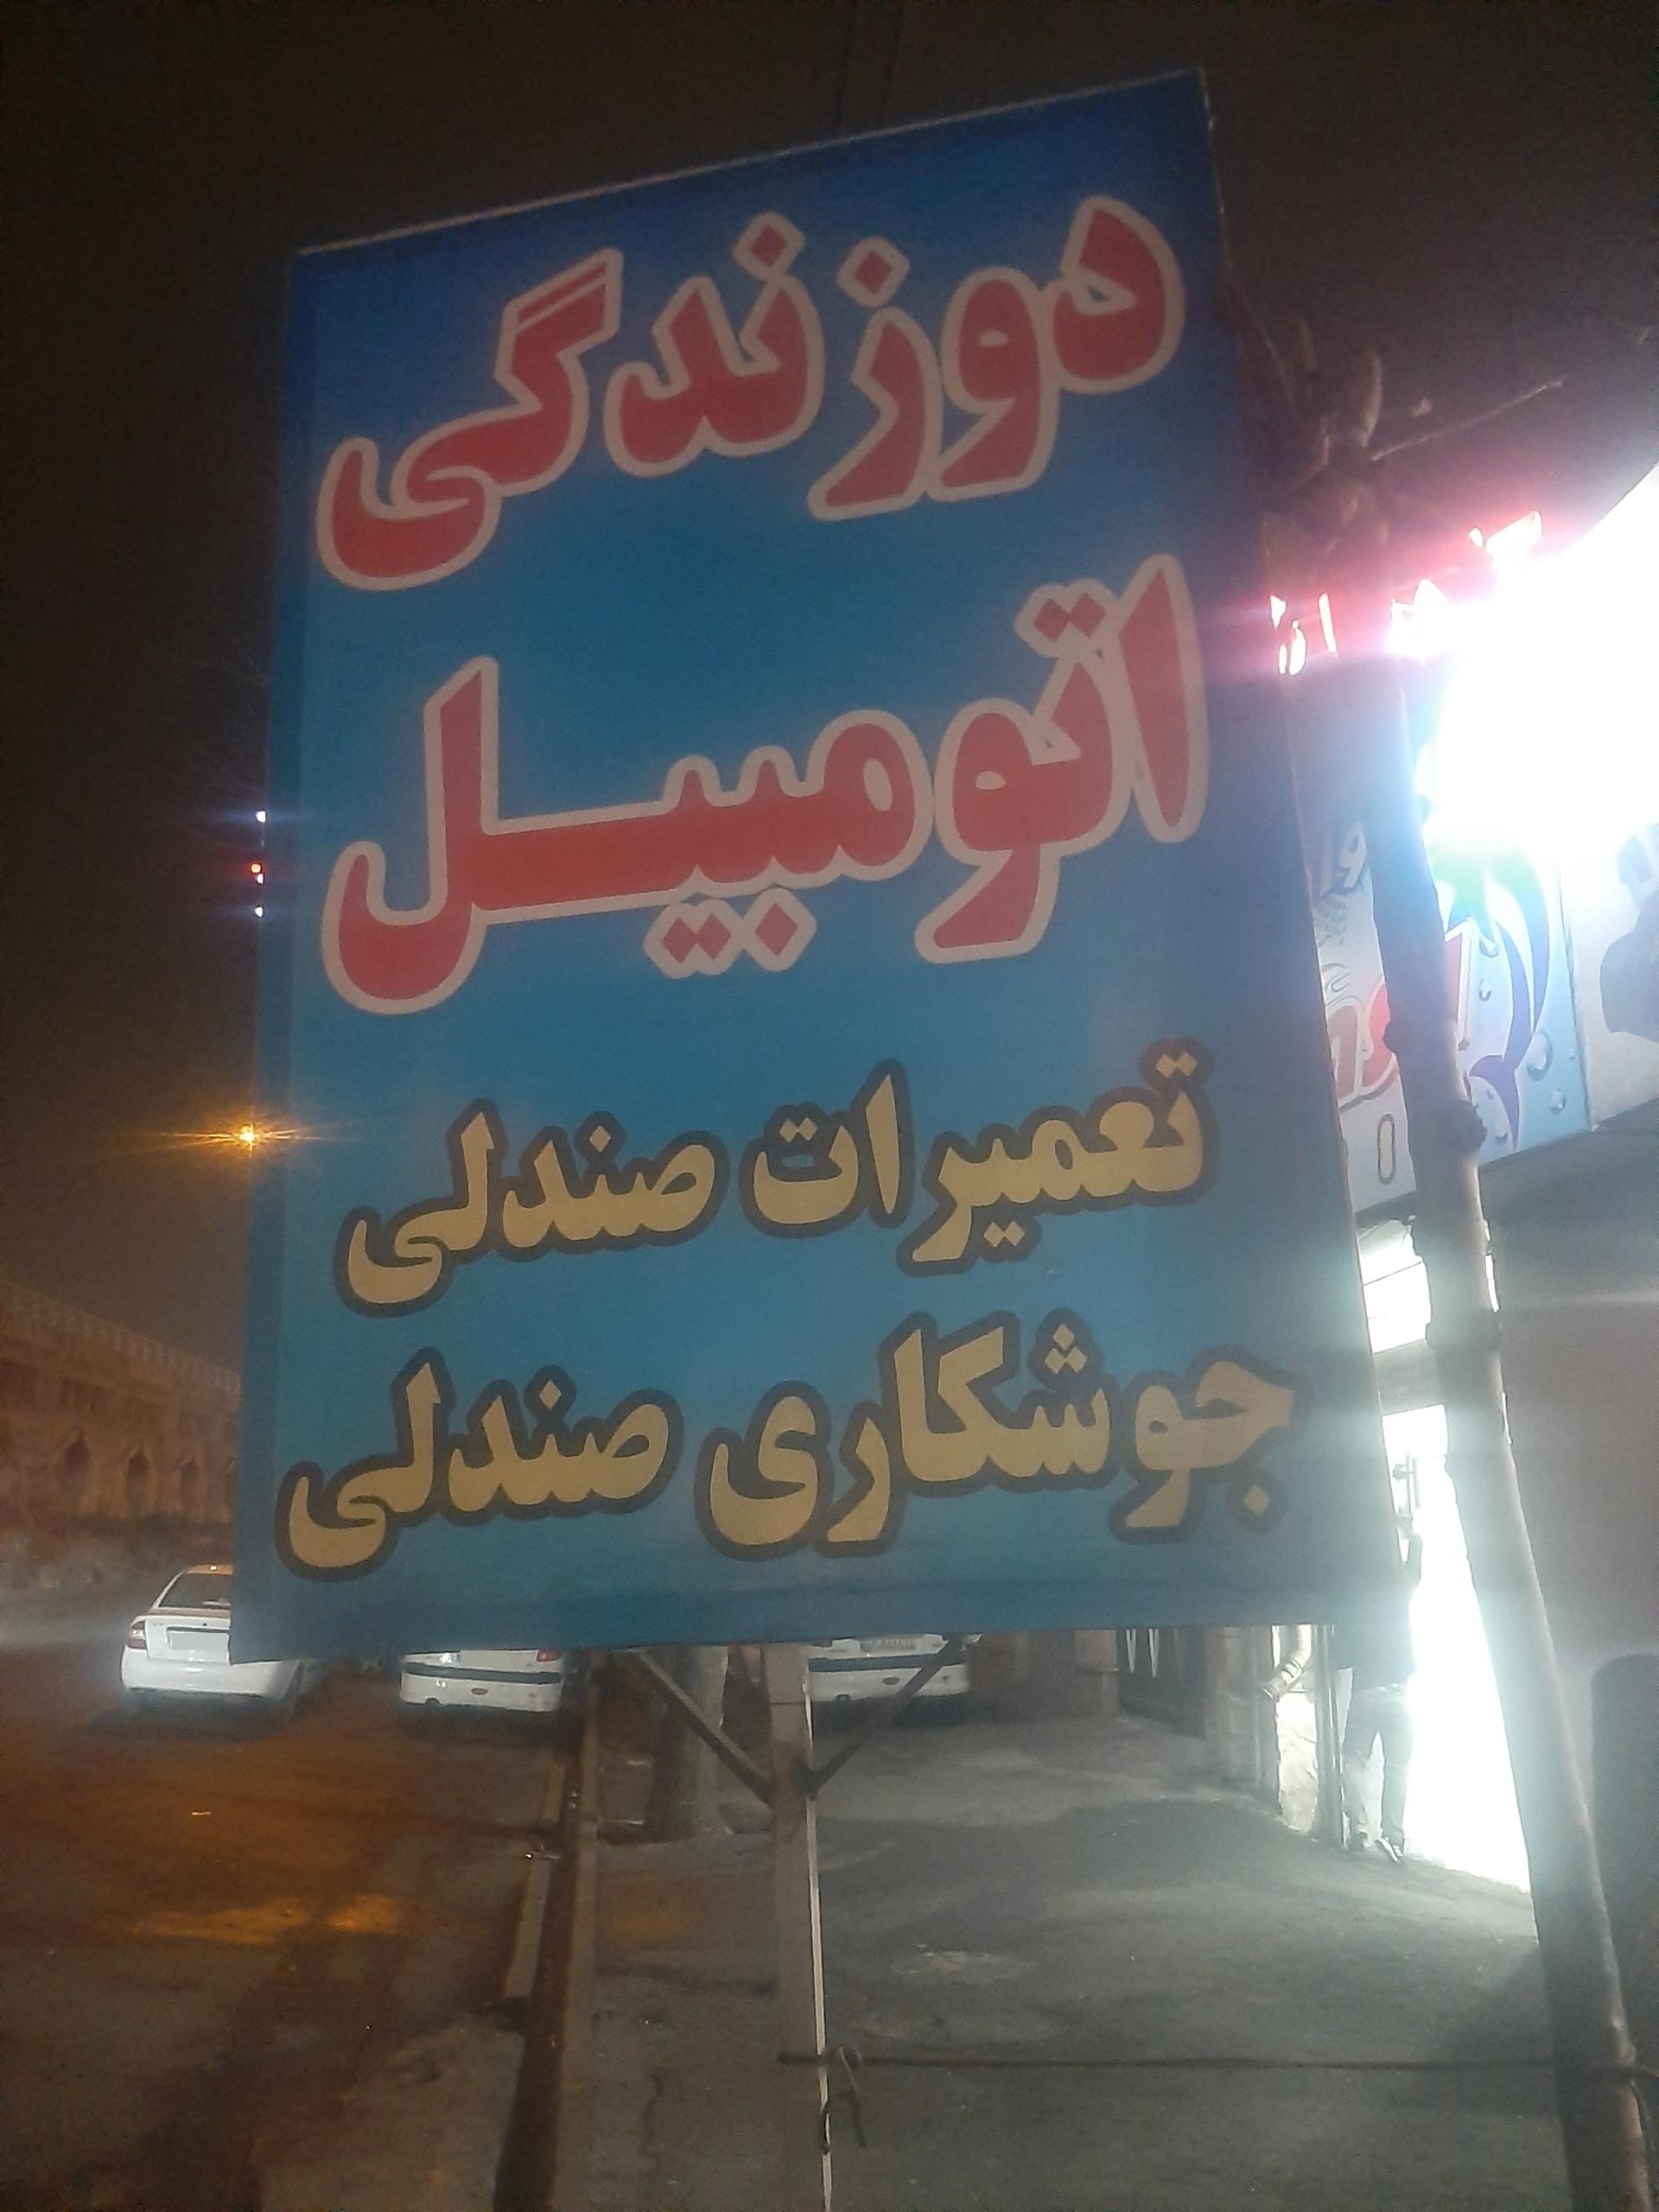 دوزندگی
اتومبیل
تعمیرات صندلی
جوشکاری صندلی